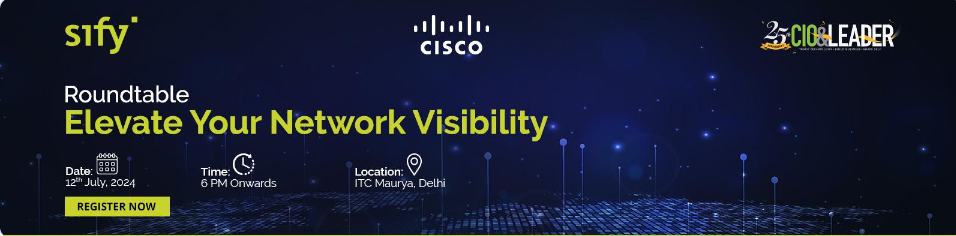 sify
CISCO
25 CIO&LEADER
Roundtable
Elevate Your Network Visibility
Date:
12th July, 2024
Time:
6 PM Onwards
Location:
ITC Maurya, Delhi
REGISTER NOW